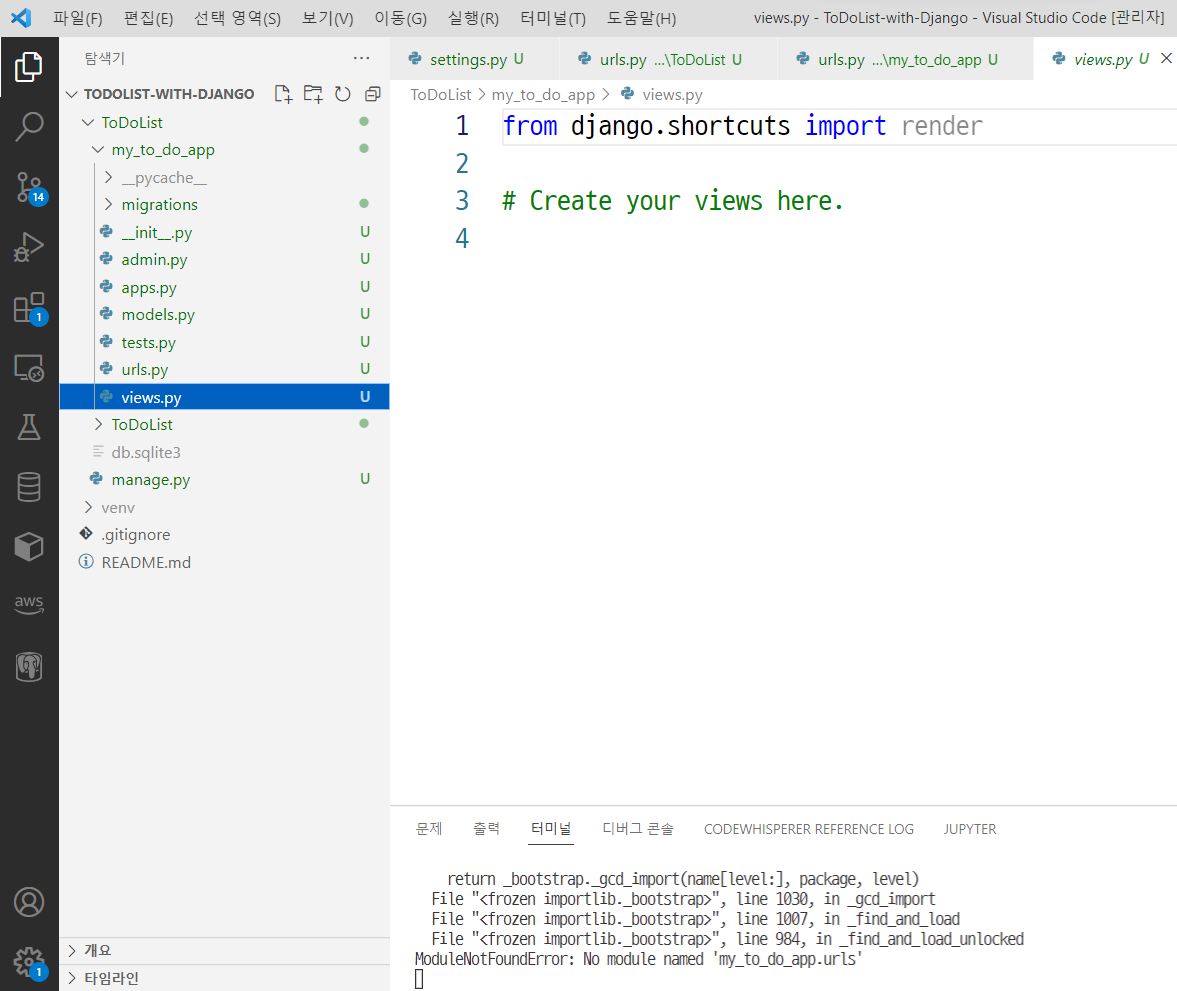 파일(F) 편집(E) 선택 영역(S) 보기(V) 이동(G) 실행(R) 터미널(T) 도움말(H) views.py - ToDoList-with-Django - Visual Studio Code [관리자]
탐색기 ...
settings.py U urls.py ...\ToDoList U urls.py ...\my_to_do_app U views.py U
TODOLIST-WITH-DJANGO
ToDoList
my_to_do_app
__pycache__
migrations
__init__.py U
admin.py U
apps.py U
models.py U
tests.py U
urls.py U
views.py U
ToDoList
db.sqlite3
manage.py U
venv
.gitignore
README.md
개요
타임라인
14
1
aws
1
ToDoList > my_to_do_app > views.py
1 from django.shortcuts import render
2
3 # Create your views here.
4
문제 출력 터미널 디버그 콘솔 CODEWHISPERER REFERENCE LOG JUPYTER
return _bootstrap._gcd_import(name[level:], package, level)
File "<frozen importlib._bootstrap>", line 1030, in _gcd_import
File "<frozen importlib._bootstrap>", line 1007, in _find_and_load
File "<frozen importlib._bootstrap>", line 984, in _find_and_load_unlocked
ModuleNotFoundError: No module named 'my_to_do_app.urls'